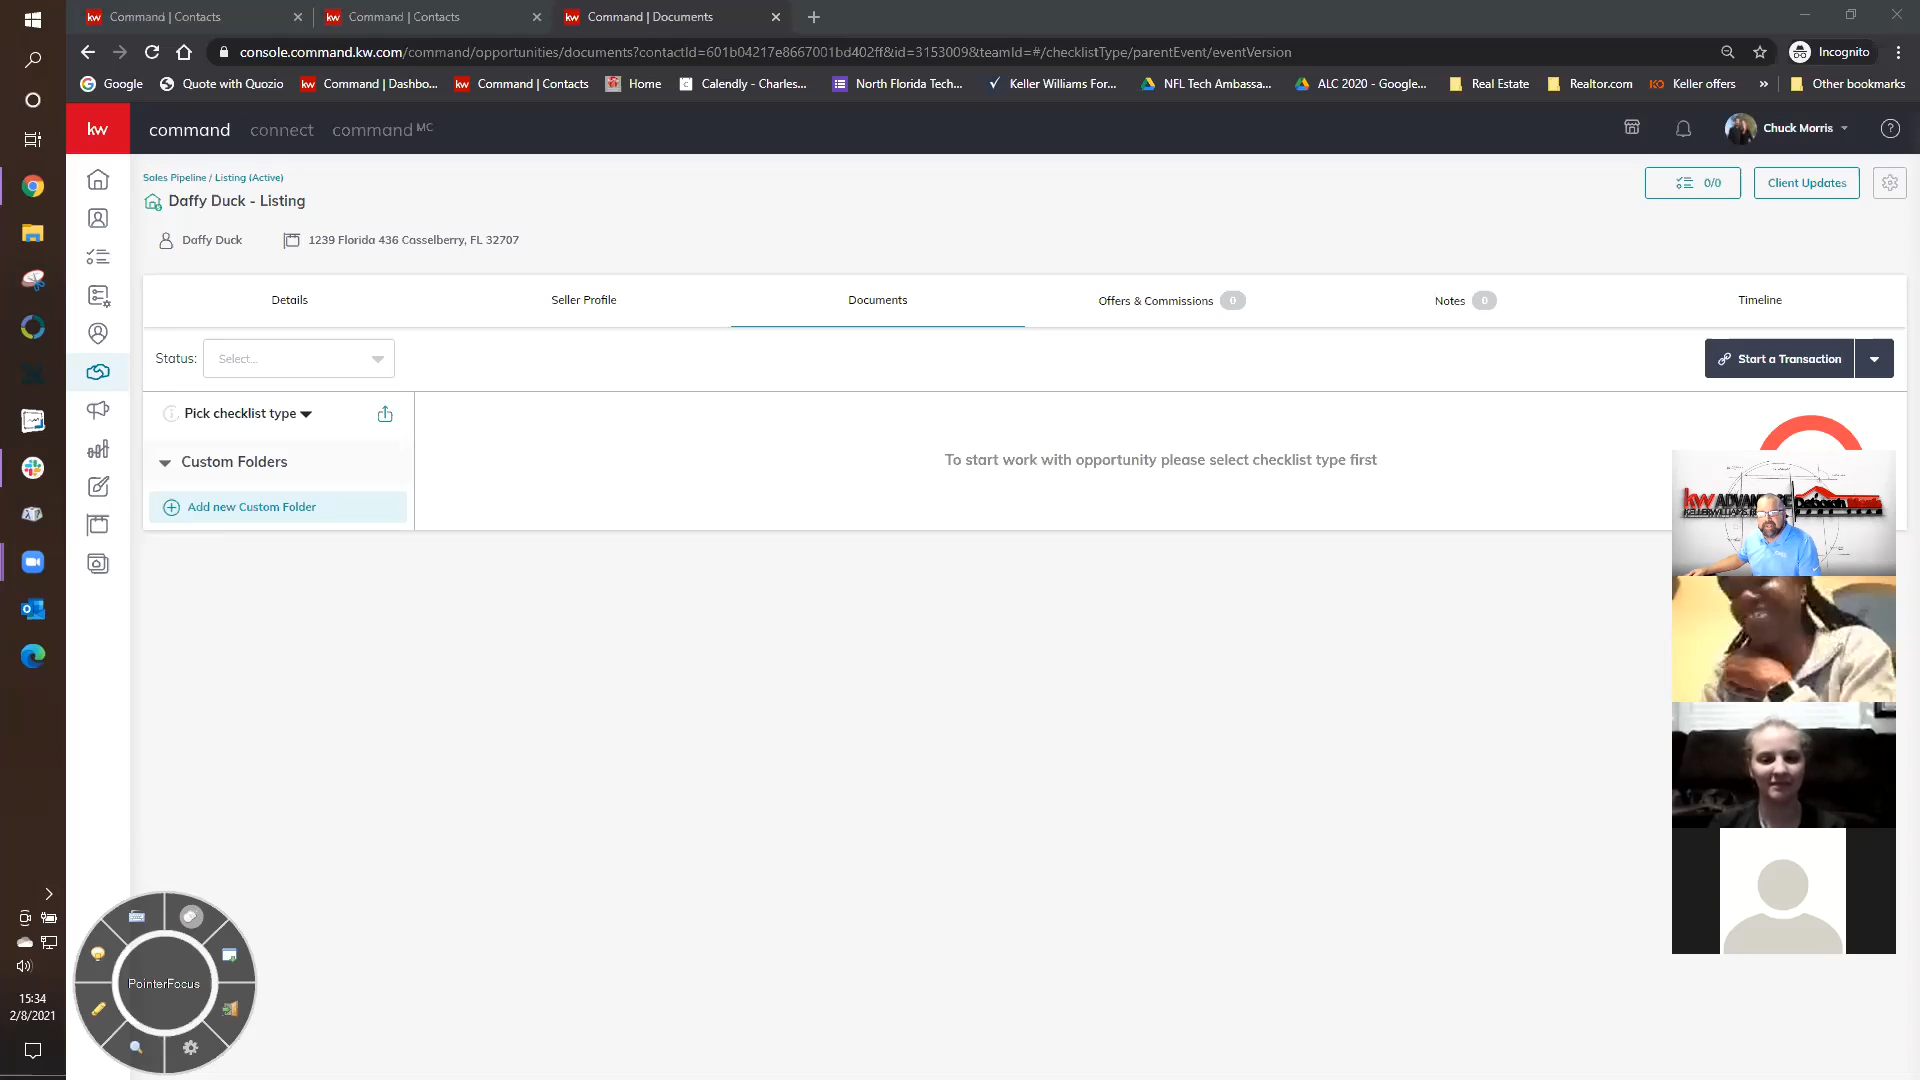 Command | Contacts
Command | Contacts
Command | Documents
console.command.kw.com/command/opportunities/documents?contactId=601b04217e8667001bd402ff&id=3153009&teamId=#/checklistType/parentEvent/eventVersion
Incognito
Google
Quote with Quozio
Command | Dashbo...
Command | Contacts
Home
Calendly - Charles...
North Florida Tech...
Keller Williams For...
NFL Tech Ambassa...
ALC 2020 - Google...
Real Estate
Realtor.com
Keller offers
Other bookmarks
kw
command
connect
command MC
Chuck Morris
Sales Pipeline / Listing (Active)
Daffy Duck - Listing
0/0
Client Updates
Daffy Duck
1239 Florida 436 Casselberry, FL 32707
Details
Seller Profile
Documents
Offers & Commissions 0
Notes 0
Timeline
Status:
Select...
Start a Transaction
Pick checklist type
Custom Folders
Add new Custom Folder
To start work with opportunity please select checklist type first
kw ADVANTAGE
PointerFocus
15:34
2/8/2021